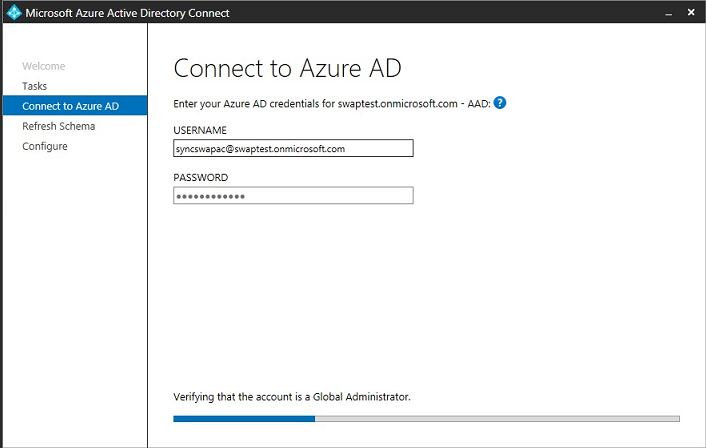 Microsoft Azure Active Directory Connect
Welcome
Tasks
Connect to Azure AD
Refresh Schema
Configure
Connect to Azure AD
Enter your Azure AD credentials for swaptest.onmicrosoft.com - AAD: ?
USERNAME
syncswapac@swaptest.onmicrosoft.com
PASSWORD
●●●●●●●●●●●●
Verifying that the account is a Global Administrator.